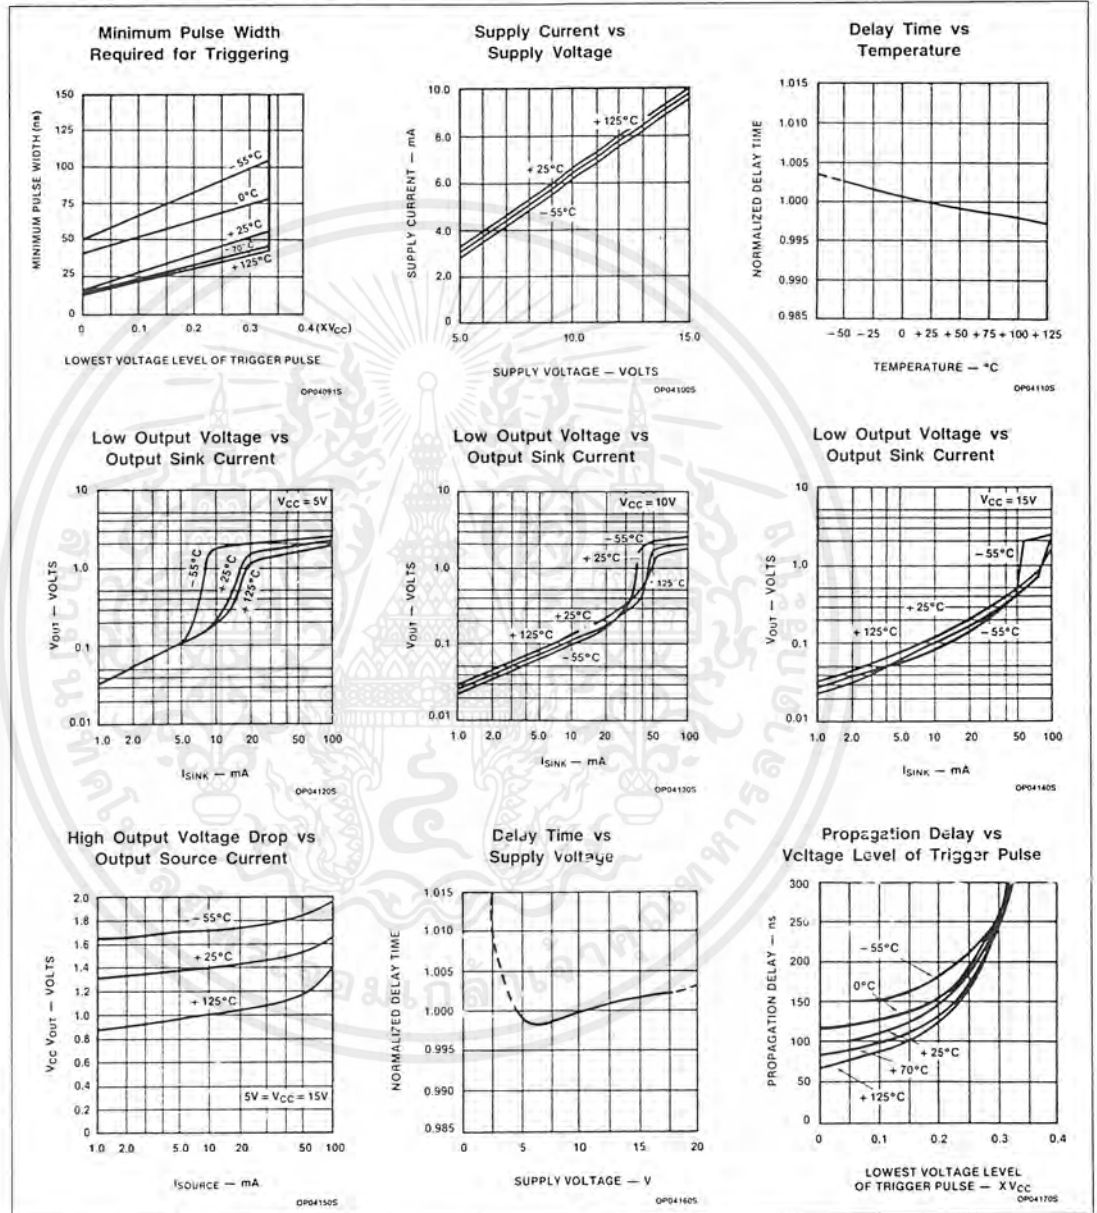 Minimum Pulse Width
Required for Triggering
MINIMUM PULSE WIDTH (ns)
150
125
100
75
50
25
0
-55°C
0°C
+25°C
-70°C
+125°C
0 0.1 0.2 0.3 0.4 (XVCC)
LOWEST VOLTAGE LEVEL OF TRIGGER PULSE
OP04091S
Supply Current vs
Supply Voltage
SUPPLY CURRENT — mA
10.0
8.0
6.0
4.0
2.0
0
+125°C
+25°C
-55°C
5.0 10.0 15.0
SUPPLY VOLTAGE — VOLTS
OP04100S
Delay Time vs
Temperature
NORMALIZED DELAY TIME
1.015
1.010
1.005
1.000
0.995
0.990
0.985
-50 -25 0 +25 +50 +75 +100 +125
TEMPERATURE — °C
OP04110S
Low Output Voltage vs
Output Sink Current
VOUT — VOLTS
10
1.0
0.1
0.01
VCC = 5V
-55°C
+25°C
+125°C
1.0 2.0 5.0 10 20 50 100
ISINK — mA
OP04120S
Low Output Voltage vs
Output Sink Current
VOUT — VOLTS
10
1.0
0.1
0.01
VCC = 10V
-55°C
+25°C
+125°C
+25°C
+125°C
-55°C
1.0 2.0 5.0 10 20 50 100
ISINK — mA
OP04130S
Low Output Voltage vs
Output Sink Current
VOUT — VOLTS
10
1.0
0.1
0.01
VCC = 15V
-55°C
+25°C
+125°C
-55°C
1.0 2.0 5.0 10 20 50 100
ISINK — mA
OP04140S
High Output Voltage Drop vs
Output Source Current
VCC VOUT — VOLTS
2.0
1.8
1.6
1.4
1.2
1.0
0.8
0.6
0.4
0.2
0
-55°C
+25°C
+125°C
5V = VCC = 15V
1.0 2.0 5.0 10 20 50 100
ISOURCE — mA
OP04150S
Delay Time vs
Supply Voltage
NORMALIZED DELAY TIME
1.015
1.010
1.005
1.000
0.995
0.990
0.985
0 5 10 15 20
SUPPLY VOLTAGE — V
OP04160S
Propagation Delay vs
Voltage Level of Trigger Pulse
PROPAGATION DELAY — ns
300
250
200
150
100
50
0
-55°C
0°C
+25°C
+70°C
+125°C
0 0.1 0.2 0.3 0.4
LOWEST VOLTAGE LEVEL
OF TRIGGER PULSE — XVCC
OP04170S